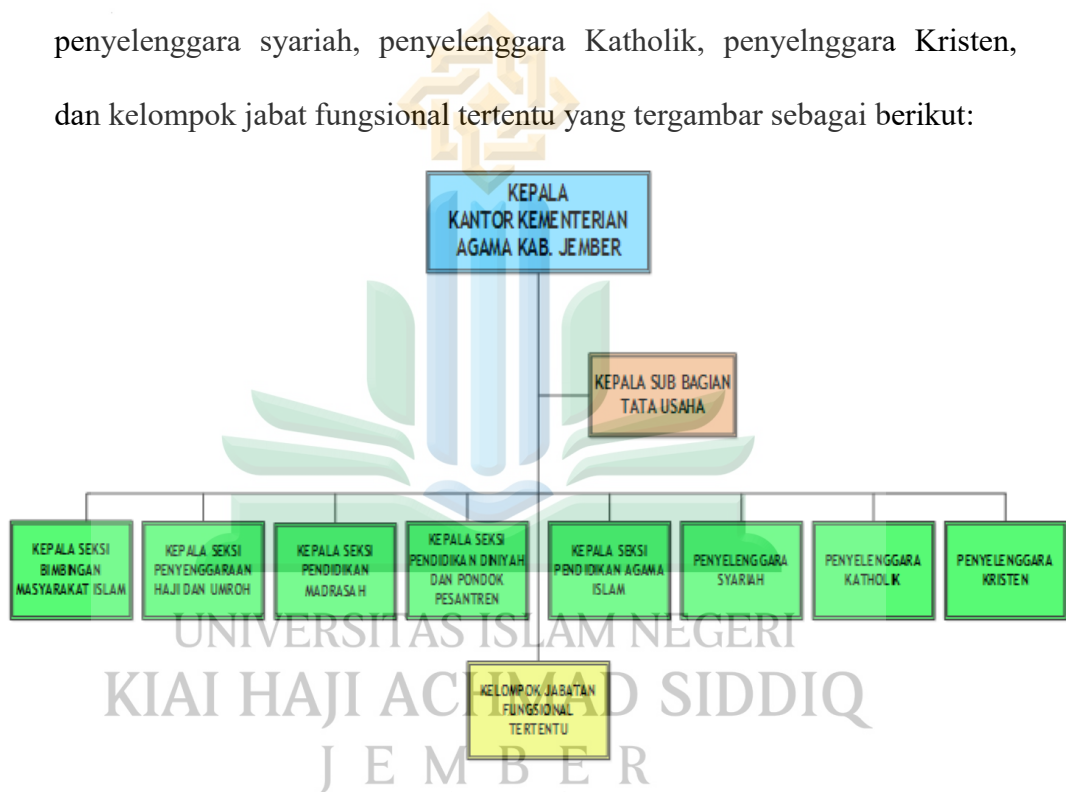 penyelenggara syariah, penyelenggara Katholik, penyelnggara Kristen,
dan kelompok jabat fungsional tertentu yang tergambar sebagai berikut:
KEPALA
KANTOR KEMENTERIAN
AGAMA KAB. JEMBER
KEPALA SUB BAGIAN
TATA USAHA
KEPALA SEKSI
BIMBINGAN
MASYARAKAT ISLAM
KEPALA SEKSI
PENYENGGARAAN
HAJI DAN UMROH
KEPALA SEKSI
PENDIDIKAN
MADRASAH
KEPALA SEKSI
PENDIDIKAN DINIYAH
DAN PONDOK
PESANTREN
KEPALA SEKSI
PENDIDIKAN AGAMA
ISLAM
PENYELENGGARA
SYARIAH
PENYELENGGARA
KATHOLIK
PENYELENGGARA
KRISTEN
UNIVERSITAS ISLAM NEGERI
KIAI HAJI ACHMAD SIDDIQ
JEMBER
KELOMPOK JABATAN
FUNGSIONAL
TERTENTU